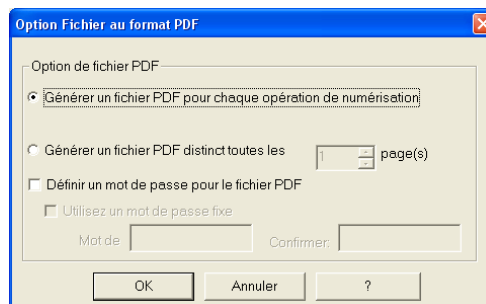 Option Fichier au format PDF
Option de fichier PDF
Générer un fichier PDF pour chaque opération de numérisation
Générer un fichier PDF distinct toutes les 1 page(s)
Définir un mot de passe pour le fichier PDF
Utilisez un mot de passe fixe
Mot de Confirmer:
OK Annuler ?